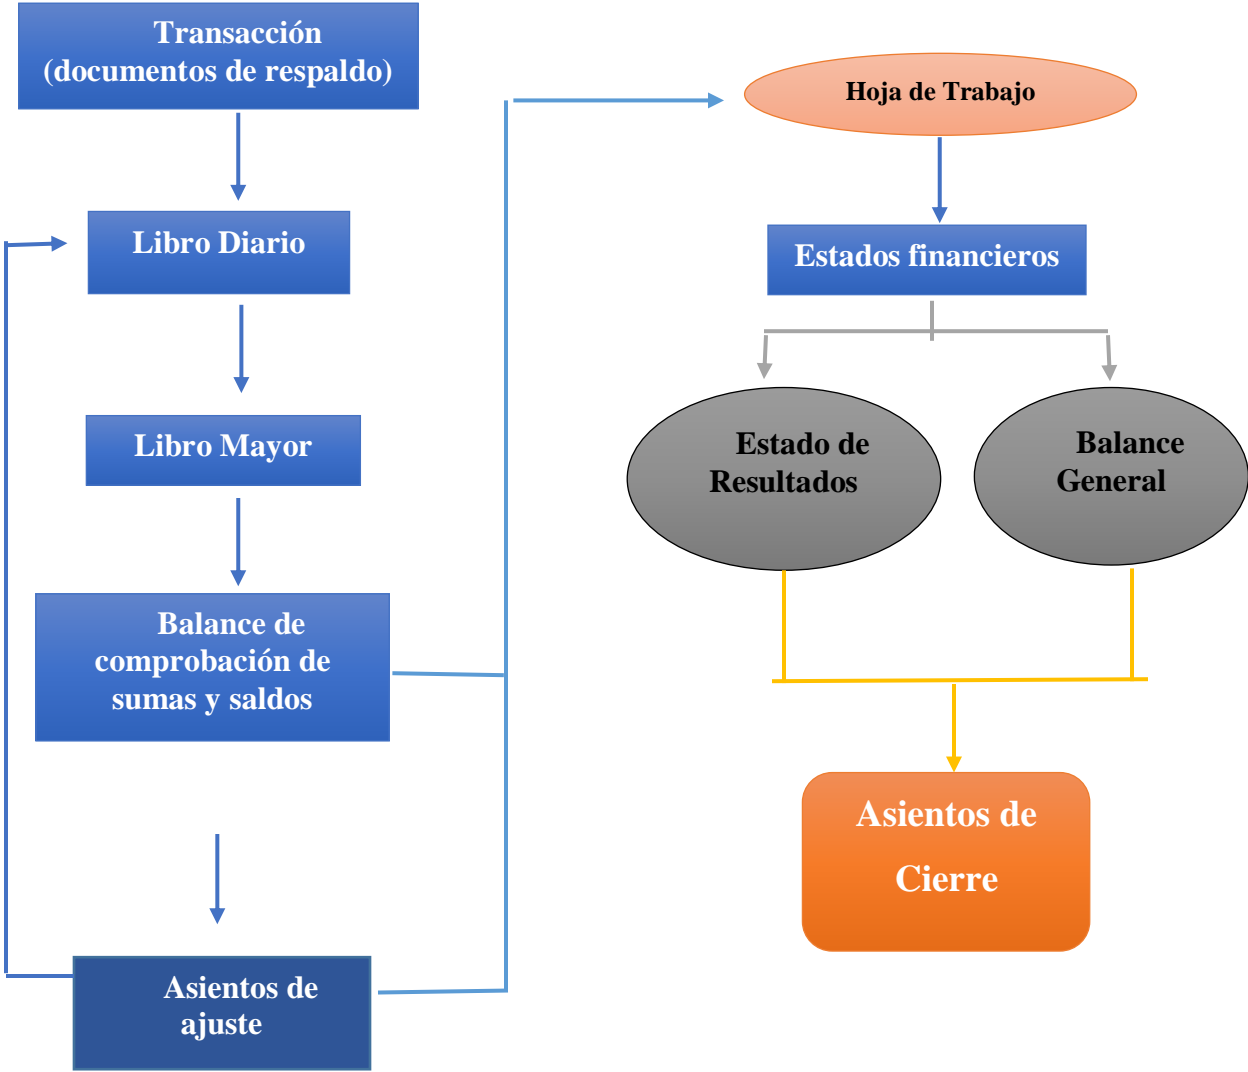 Transacción
(documentos de respaldo)
Libro Diario
Libro Mayor
Balance de
comprobación de
sumas y saldos
Asientos de
ajuste
Hoja de Trabajo
Estados financieros
Estado de
Resultados
Balance
General
Asientos de
Cierre